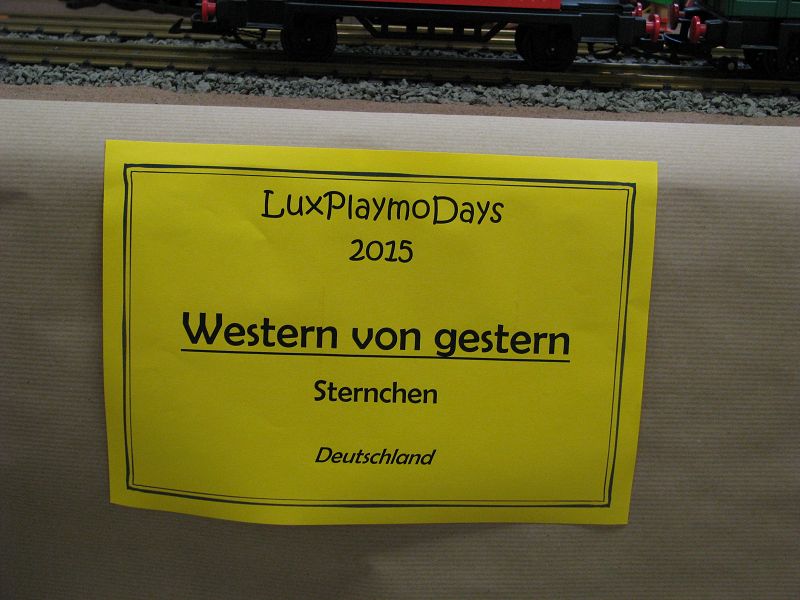 LuxPlaymoDays
2015
Western von gestern
Sternchen
Deutschland